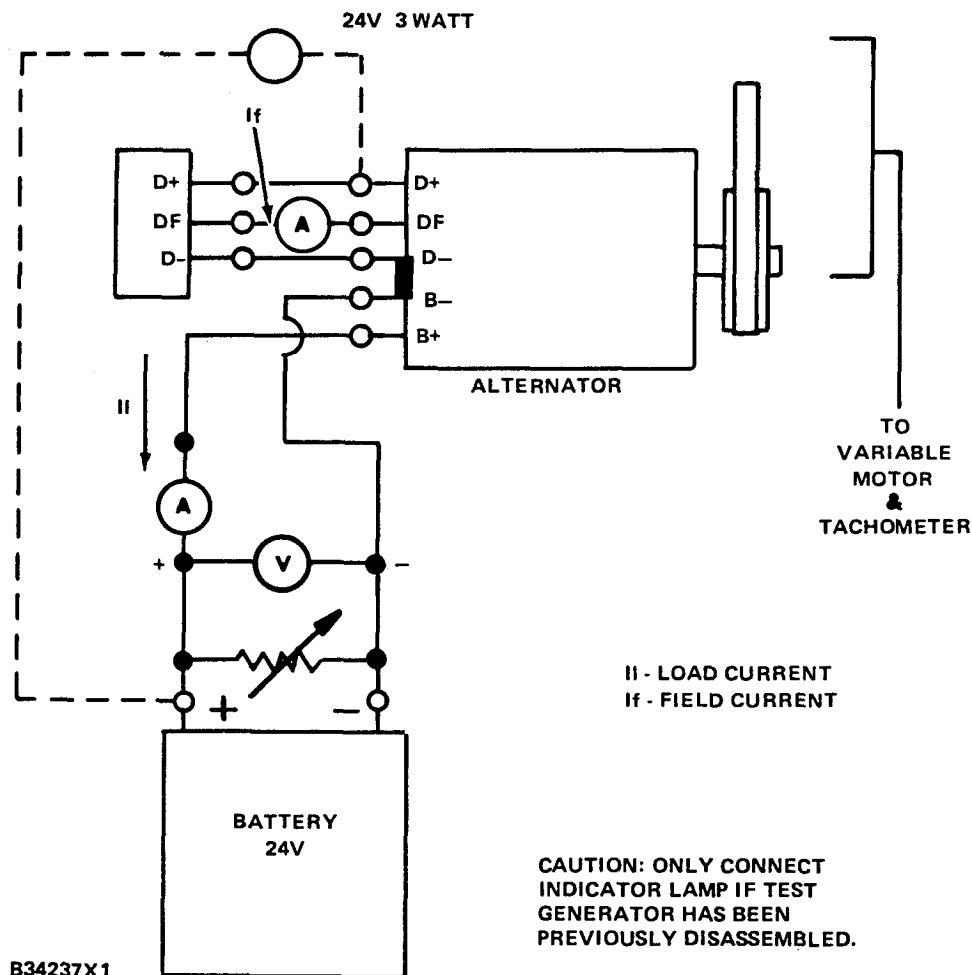 24V 3 WATT
If
D+
DF
D-
A
D+
DF
D-
B-
B+
ALTERNATOR
TO
VARIABLE
MOTOR
&
TACHOMETER
Il
A
+
V
-
Il - LOAD CURRENT
If - FIELD CURRENT
+
-
BATTERY
24V
CAUTION: ONLY CONNECT
INDICATOR LAMP IF TEST
GENERATOR HAS BEEN
PREVIOUSLY DISASSEMBLED.
B34237X1